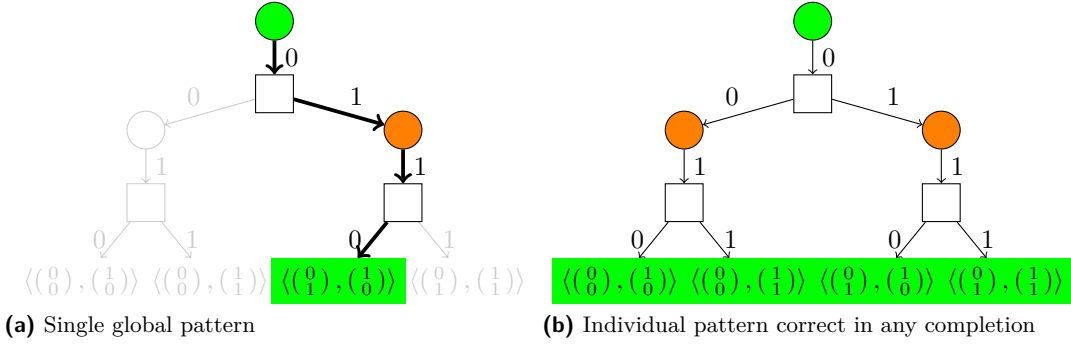 0 0
0 1 0 1
1 1 1 1
0 1 0 1 0 1 0 1
⟨(0 0), (1 0)⟩ ⟨(0 0), (1 1)⟩ ⟨(0 1), (1 0)⟩ ⟨(0 1), (1 1)⟩ ⟨(0 0), (1 0)⟩ ⟨(0 0), (1 1)⟩ ⟨(0 1), (1 0)⟩ ⟨(0 1), (1 1)⟩
(a) Single global pattern
(b) Individual pattern correct in any completion